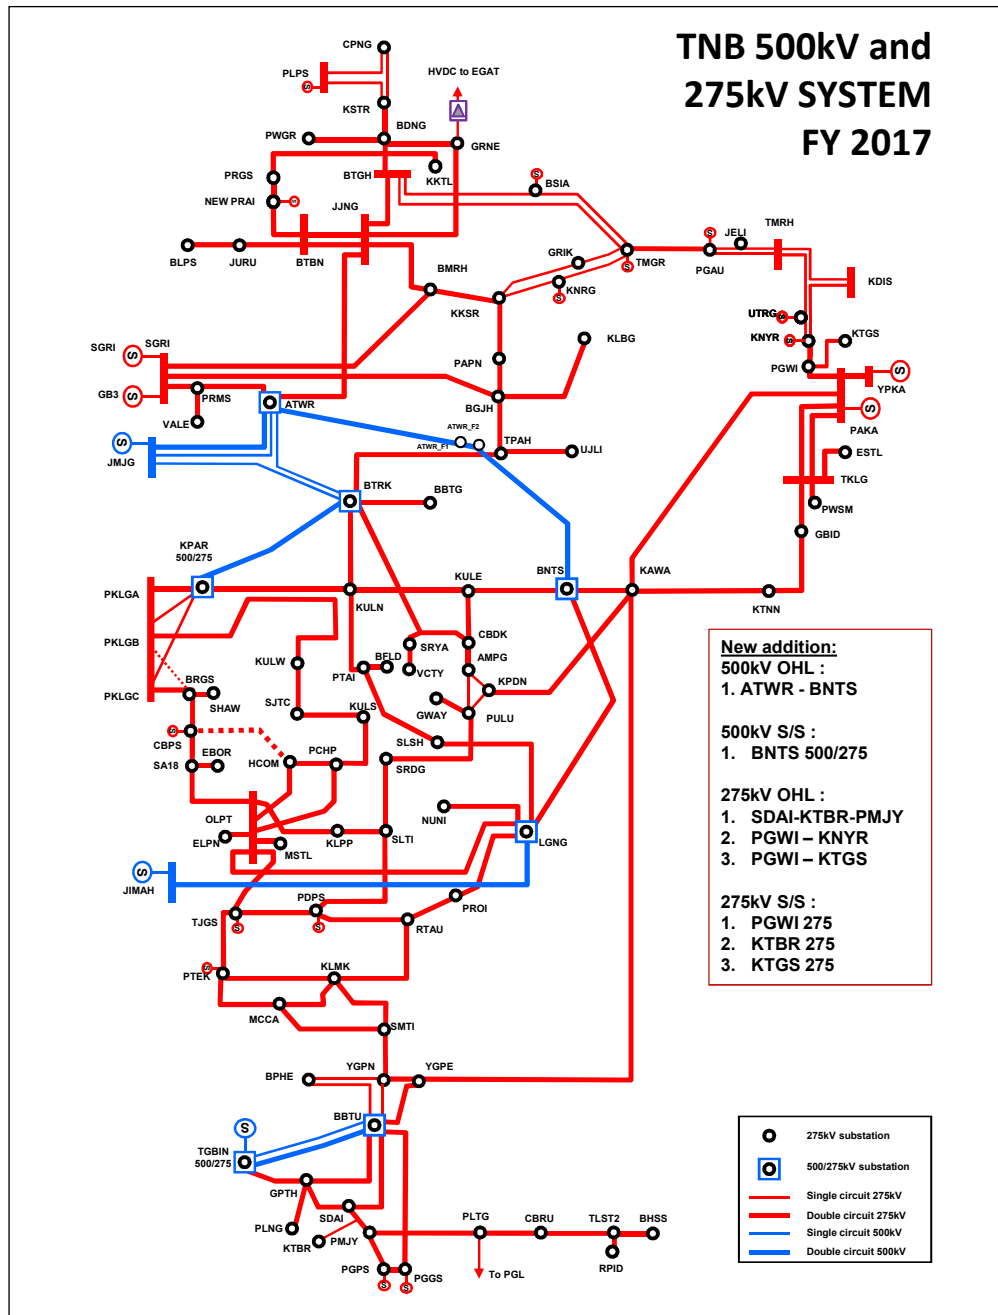 TNB 500kV and
275kV SYSTEM
FY 2017
CPNG
PLPS
S
HVDC to EGAT
KSTR
PWGR
BDNG
GRNE
BTGH
KKTL
PRGS
NEW PRAI
S
JJNG
BSIA
S
BLPS
JURU
BTBN
GRIK
TMGR
S
S
PGAU
JELI
TMRH
KDIS
BMRH
KKSR
KNRG
S
UTRG
S
KNYR
S
KTGS
PGWI
SGRI
S
SGRI
GB3
S
PRMS
VALE
ATWR
PAPN
KLBG
BGJH
YPKA
S
PAKA
S
ATWR_F2
ATWR_F1
TPAH
UJLI
ESTL
TKLG
PWSM
GBID
S
JMJG
BTRK
BBTG
KPAR
500/275
BNTS
KAWA
KTNN
PKLGA
KULN
KULE
PKLGB
CBDK
SRYA
AMPG
KULW
PTAI
BFLD
VCTY
KPDN
PKLGC
BRGS
SHAW
SJTC
KULS
GWAY
PULU
S
CBPS
SLSH
EBOR
SA18
HCOM
PCHP
SRDG
OLPT
ELPN
MSTL
KLPP
SLTI
NUNI
LGNG
S
JIMAH
PDPS
PROI
TJGS
S
S
RTAU
S
PTEK
KLMK
MCCA
SMTI
BPHE
YGPN
YGPE
BBTU
S
TGBIN
500/275
GPTH
PLNG
SDAI
KTBR
PMJY
PLTG
CBRU
TLST2
BHSS
RPID
PGPS
S
PGGS
S
To PGL
New addition:
500kV OHL :
1. ATWR - BNTS
500kV S/S :
1. BNTS 500/275
275kV OHL :
1. SDAI-KTBR-PMJY
2. PGWI – KNYR
3. PGWI – KTGS
275kV S/S :
1. PGWI 275
2. KTBR 275
3. KTGS 275
275kV substation
500/275kV substation
Single circuit 275kV
Double circuit 275kV
Single circuit 500kV
Double circuit 500kV